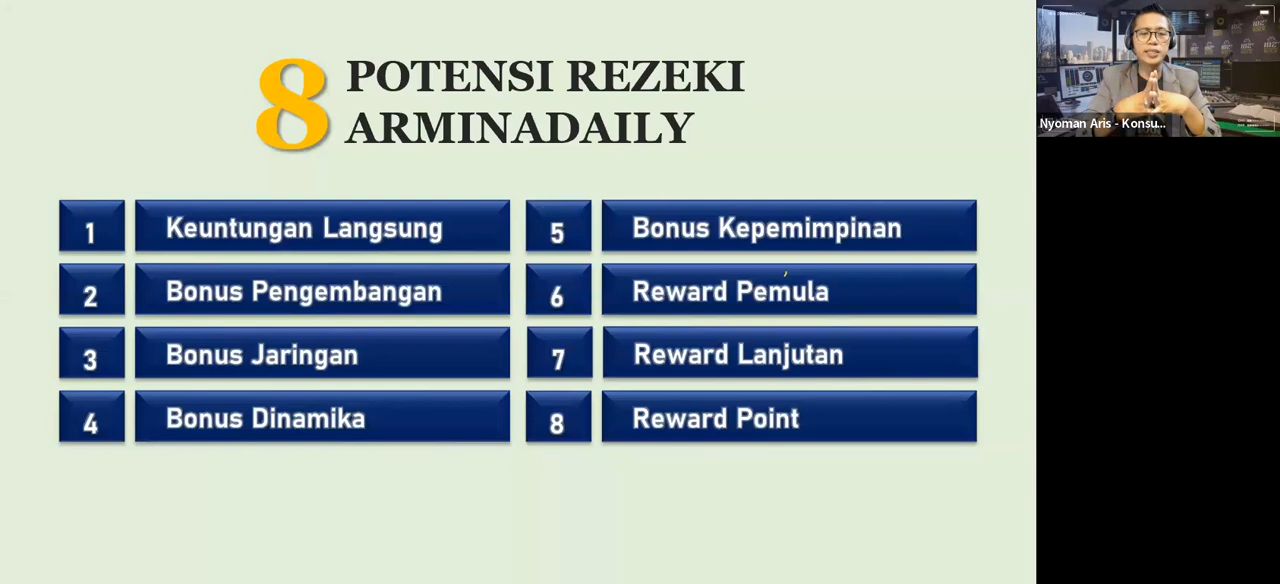 8 POTENSI REZEKI
ARMINADAILY
1 Keuntungan Langsung
2 Bonus Pengembangan
3 Bonus Jaringan
4 Bonus Dinamika
5 Bonus Kepemimpinan
6 Reward Pemula
7 Reward Lanjutan
8 Reward Point
Nyoman Aris - Konsu...